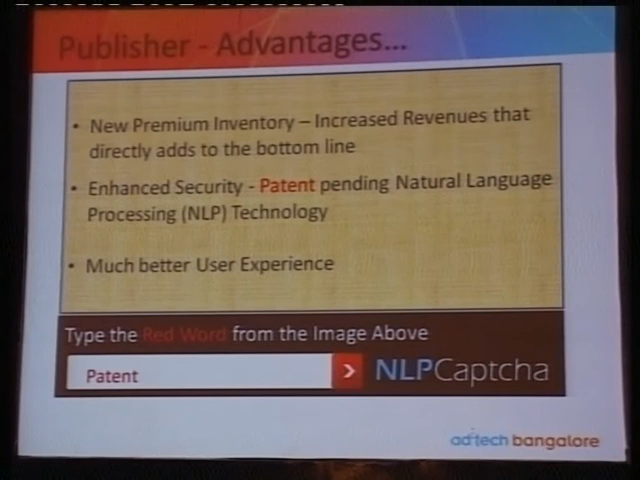 Publisher - Advantages...
• New Premium Inventory – Increased Revenues that
directly adds to the bottom line
• Enhanced Security - Patent pending Natural Language
Processing (NLP) Technology
• Much better User Experience
Type the Red Word from the Image Above
Patent
NLPCaptcha
ad:tech bangalore